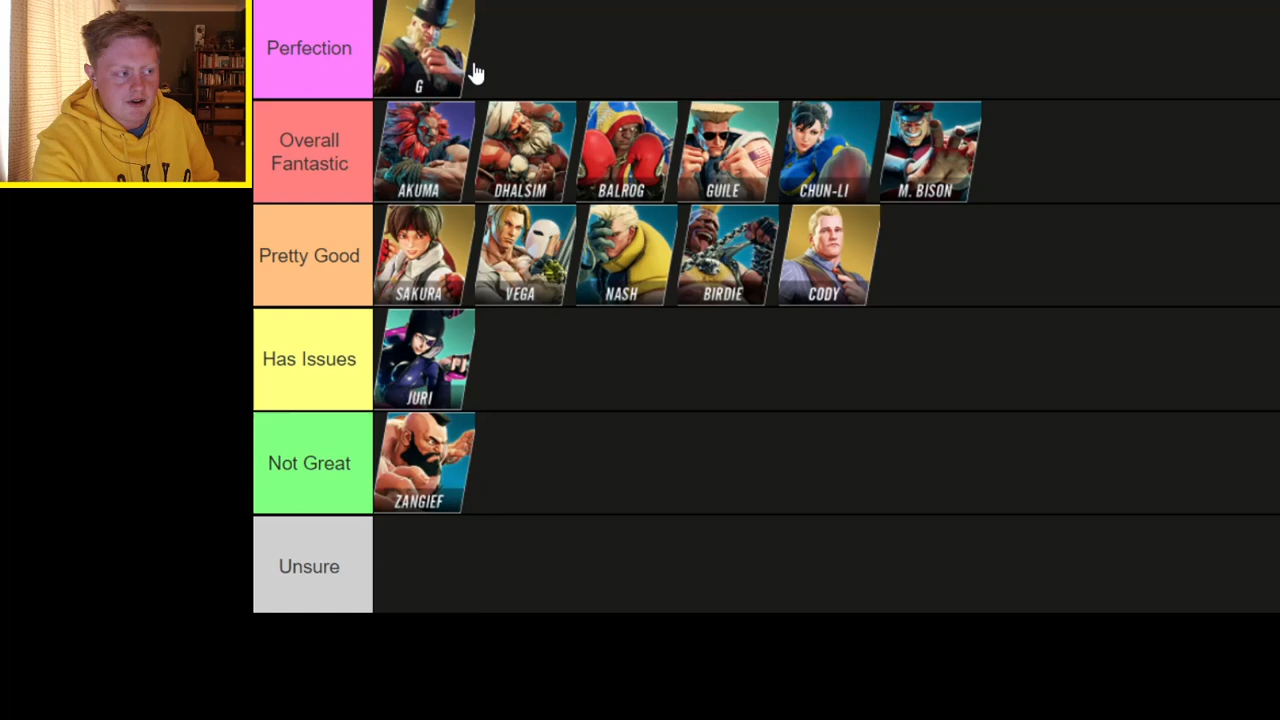 Perfection
G
Overall
Fantastic
AKUMA
DHALSIM
BALROG
GUILE
CHUN-LI
M. BISON
Pretty Good
SAKURA
VEGA
NASH
BIRDIE
CODY
Has Issues
JURI
Not Great
ZANGIEF
Unsure